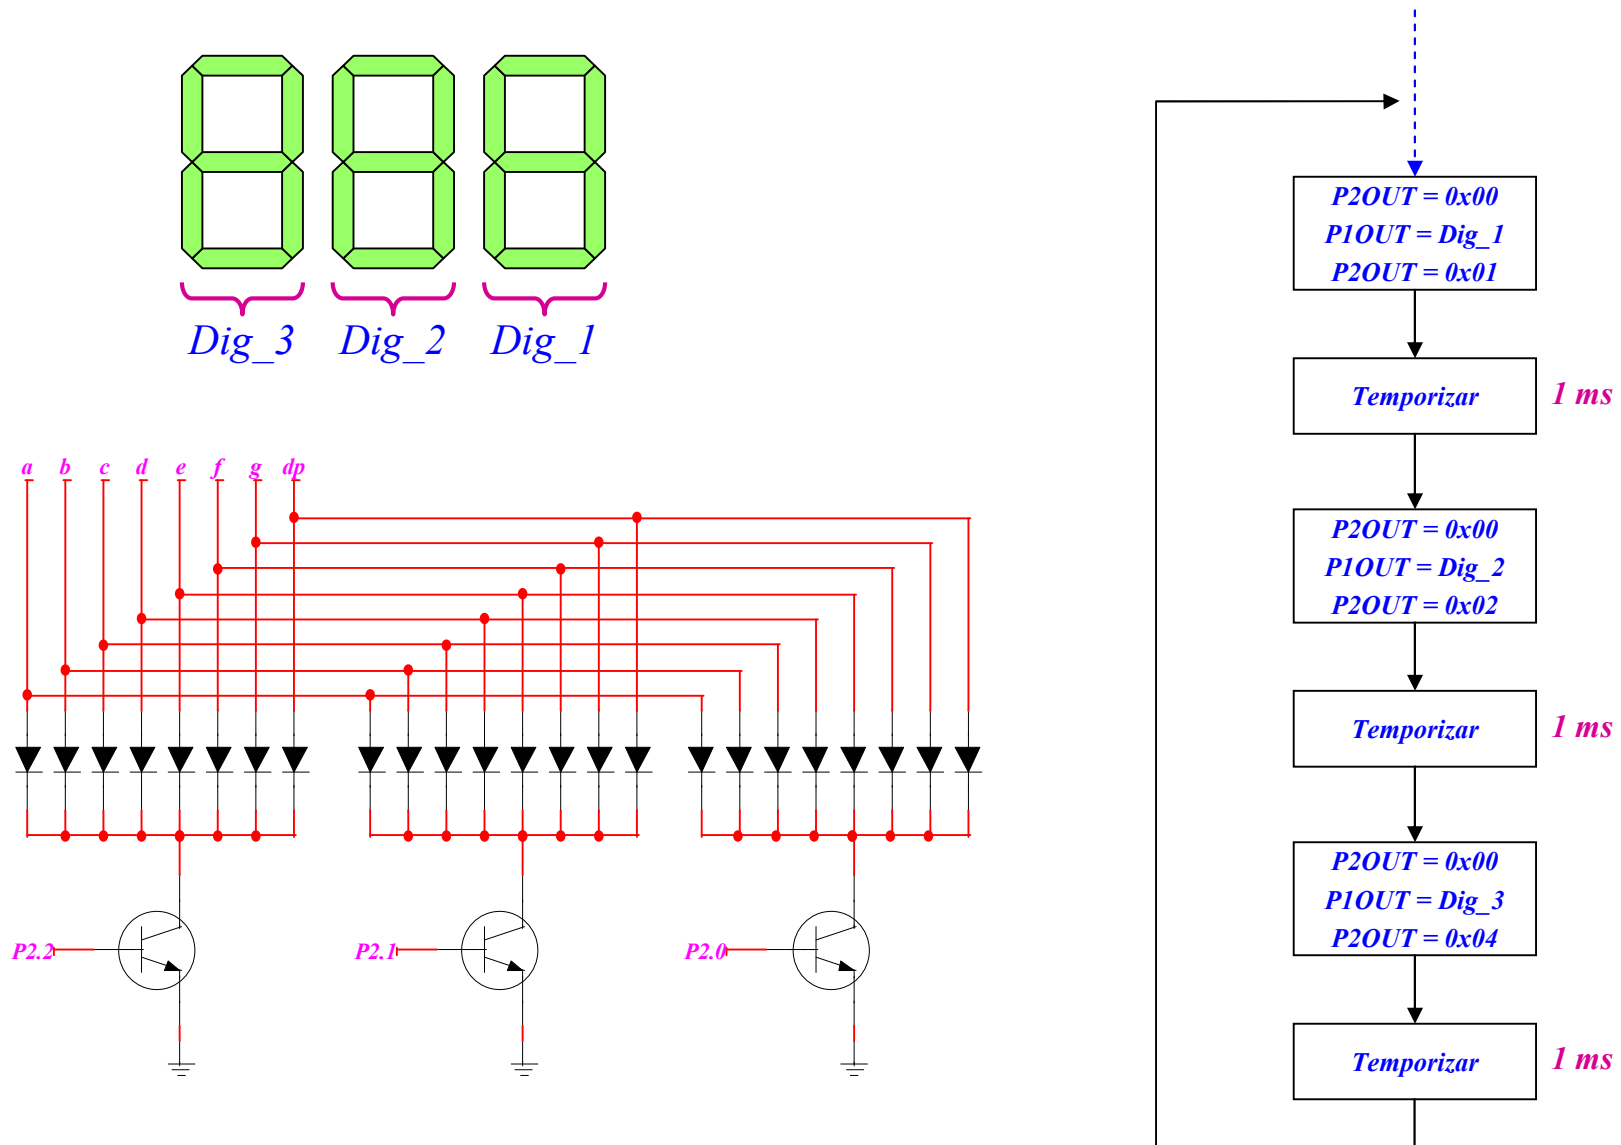 Dig_3 Dig_2 Dig_1
a b c d e f g dp
P2.2 P2.1 P2.0
P2OUT = 0x00
P1OUT = Dig_1
P2OUT = 0x01
Temporizar 1 ms
P2OUT = 0x00
P1OUT = Dig_2
P2OUT = 0x02
Temporizar 1 ms
P2OUT = 0x00
P1OUT = Dig_3
P2OUT = 0x04
Temporizar 1 ms